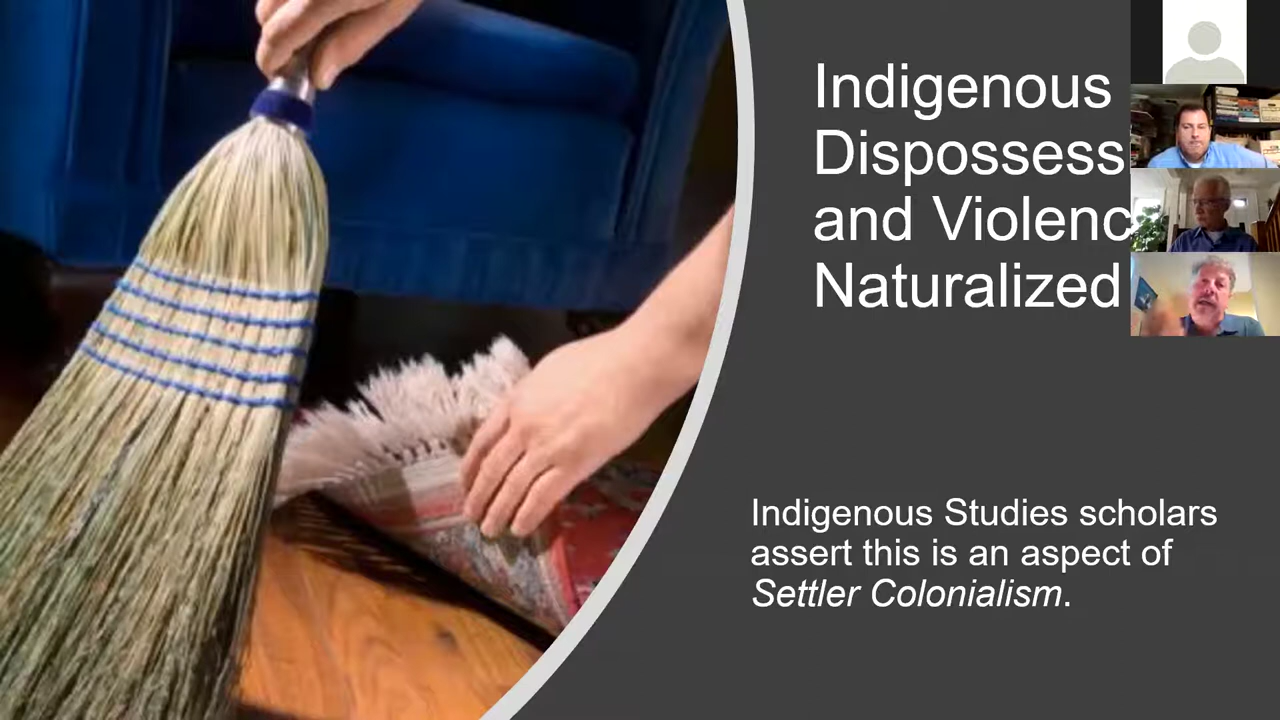 Indigenous
Dispossess
and Violenc
Naturalized
Indigenous Studies scholars
assert this is an aspect of
Settler Colonialism.